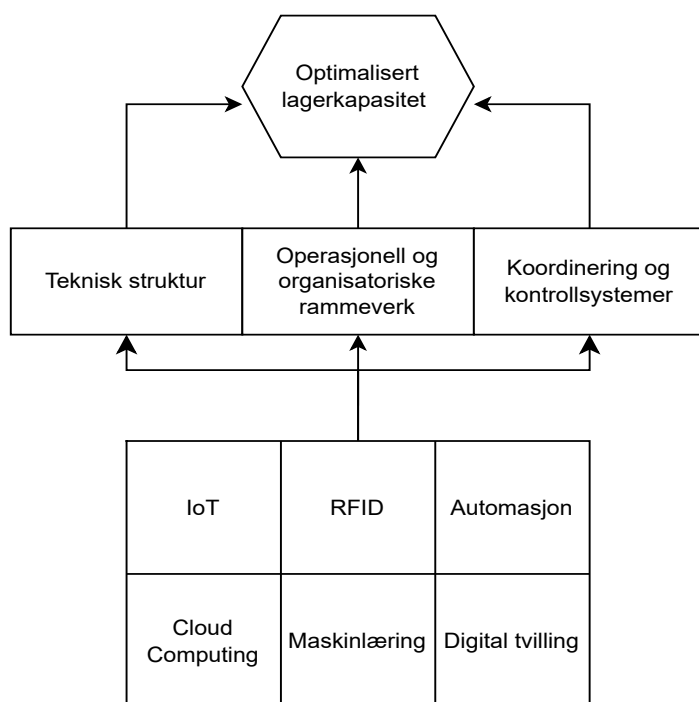 Optimalisert
lagerkapasitet
Teknisk struktur
Operasjonell og
organisatoriske
rammeverk
Koordinering og
kontrollsystemer
IoT
RFID
Automasjon
Cloud
Computing
Maskinlæring
Digital tvilling